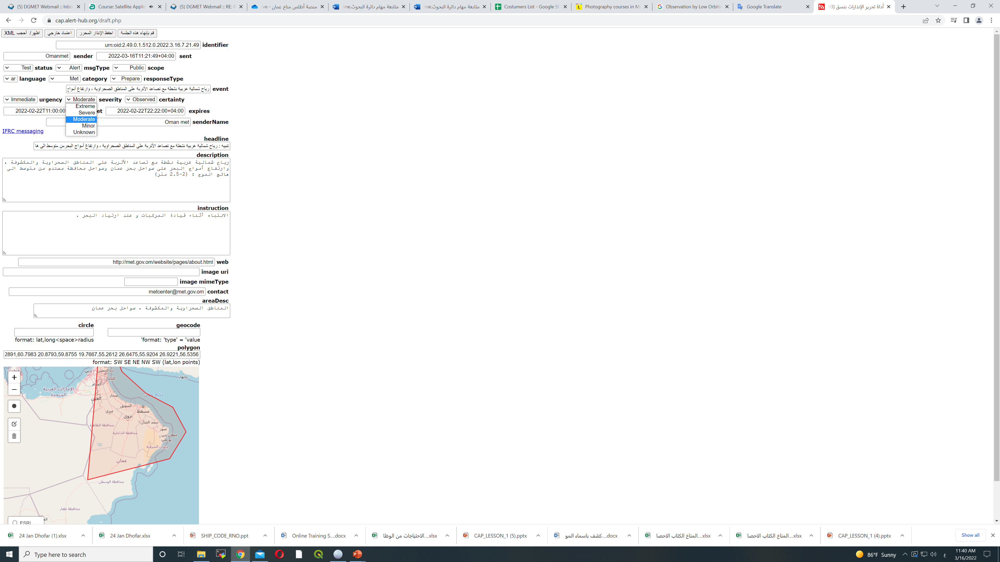 (5) DGMET Webmail :: Inbo
Course: Satellite Applic
(5) DGMET Webmail :: RE: R
منصة أطلس مناخ عمان - ive
متابعة مهام دائرة البحوث.line
متابعة مهام دائرة البحوث.line
Costumers List - Google Sh
Photography courses in Mu
Observation by Low Orbitin
Google Translate
أداة تحرير الإنذارات بنسق (03
cap.alert-hub.org/draft.php
اظهر/ أحجب XML
اعتماد خارجي
احفظ الإنذار المحرر
قم بإنهاء هذه الجلسة
urn:oid:2.49.0.1.512.0.2022.3.16.7.21.49 identifier
Omanmet sender 2022-03-16T11:21:49+04:00 sent
Test status Alert msgType Public scope
ar language Met category Prepare responseType
رياح شمالية غربية نشطة مع تصاعد الأتربة على المناطق الصحراوية ، وارتفاع أمواج event
Immediate urgency Moderate severity Observed certainty
Extreme
Severe
Moderate
Minor
Unknown
2022-02-22T11:00:00 et 2022-02-22T22:22:00+04:00 expires
Oman met senderName
IFRC messaging
headline
تنبيه : رياح شمالية غربية نشطة مع تصاعد الأتربة على المناطق الصحراوية ، وارتفاع أمواج البحرمن متوسط الى ها
description
رياح شمالية غربية نشطة مع تصاعد الأتربة على المناطق الصحراوية والمكشوفة ،
وارتفاع أمواج البحر على سواحل بحر عمان وسواحل محافظة مسندم من متوسط الى
هائج الموج : (2-2.5 متر)
instruction
الانتباه أثناء قيادة المركبات و عند ارتياد البحر .
http://met.gov.om/website/pages/about.html web
image uri
image mimeType
metcenter@met.gov.om contact
areaDesc
المناطق الصحراوية والمكشوفة ، سواحل بحر عمان
circle geocode
format: lat,long<space>radius 'format: 'type' = 'value
polygon
2891,60.7983 20.8793,59.8755 19.7667,55.2612 26.6475,55.9204 26.9221,56.5356
format: SW SE NE NW SW (lat,lon points)
+
−
دبي
دبا الحصن
كلباء
جابهار
المدام
الإمارات العربية
المتحدة
صحار
خليج عمان
العين
السويق
مسقط
عبري
نزوى
سمد الشأن
محافظة الظاهرة
صور
محافظة الداخلية
جعلان بني
بو علي
جنوب الشرقية
عمان
محافظة الوسطى
محافظة ظفار
ESRI
24 Jan Dhofar (1).xlsx
24 Jan Dhofar.xlsx
SHIP_CODE_RNO.ppt
Online Training S....docx
الاحتياجات من الوظا....xlsx
CAP_LESSON_1 (5).pptx
كشف باسماء المو....docx
المناخ الكتاب الاحصا....xlsx
المناخ الكتاب الاحصا....xlsx
CAP_LESSON_1 (4).pptx
Show all
Type here to search
86°F Sunny
ع
11:40 AM
3/16/2022